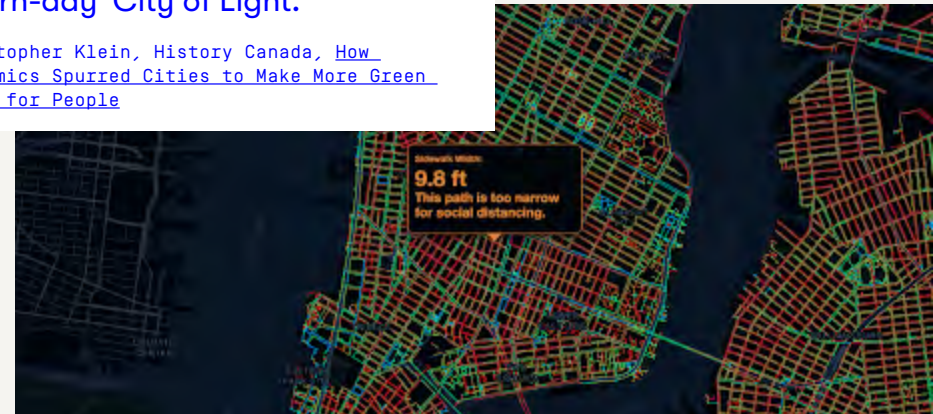 rn-day 'City of Light.'
topher Klein, History Canada, How
mics Spurred Cities to Make More Green
for People
Sidewalk Width:
9.8 ft
This path is too narrow
for social distancing.